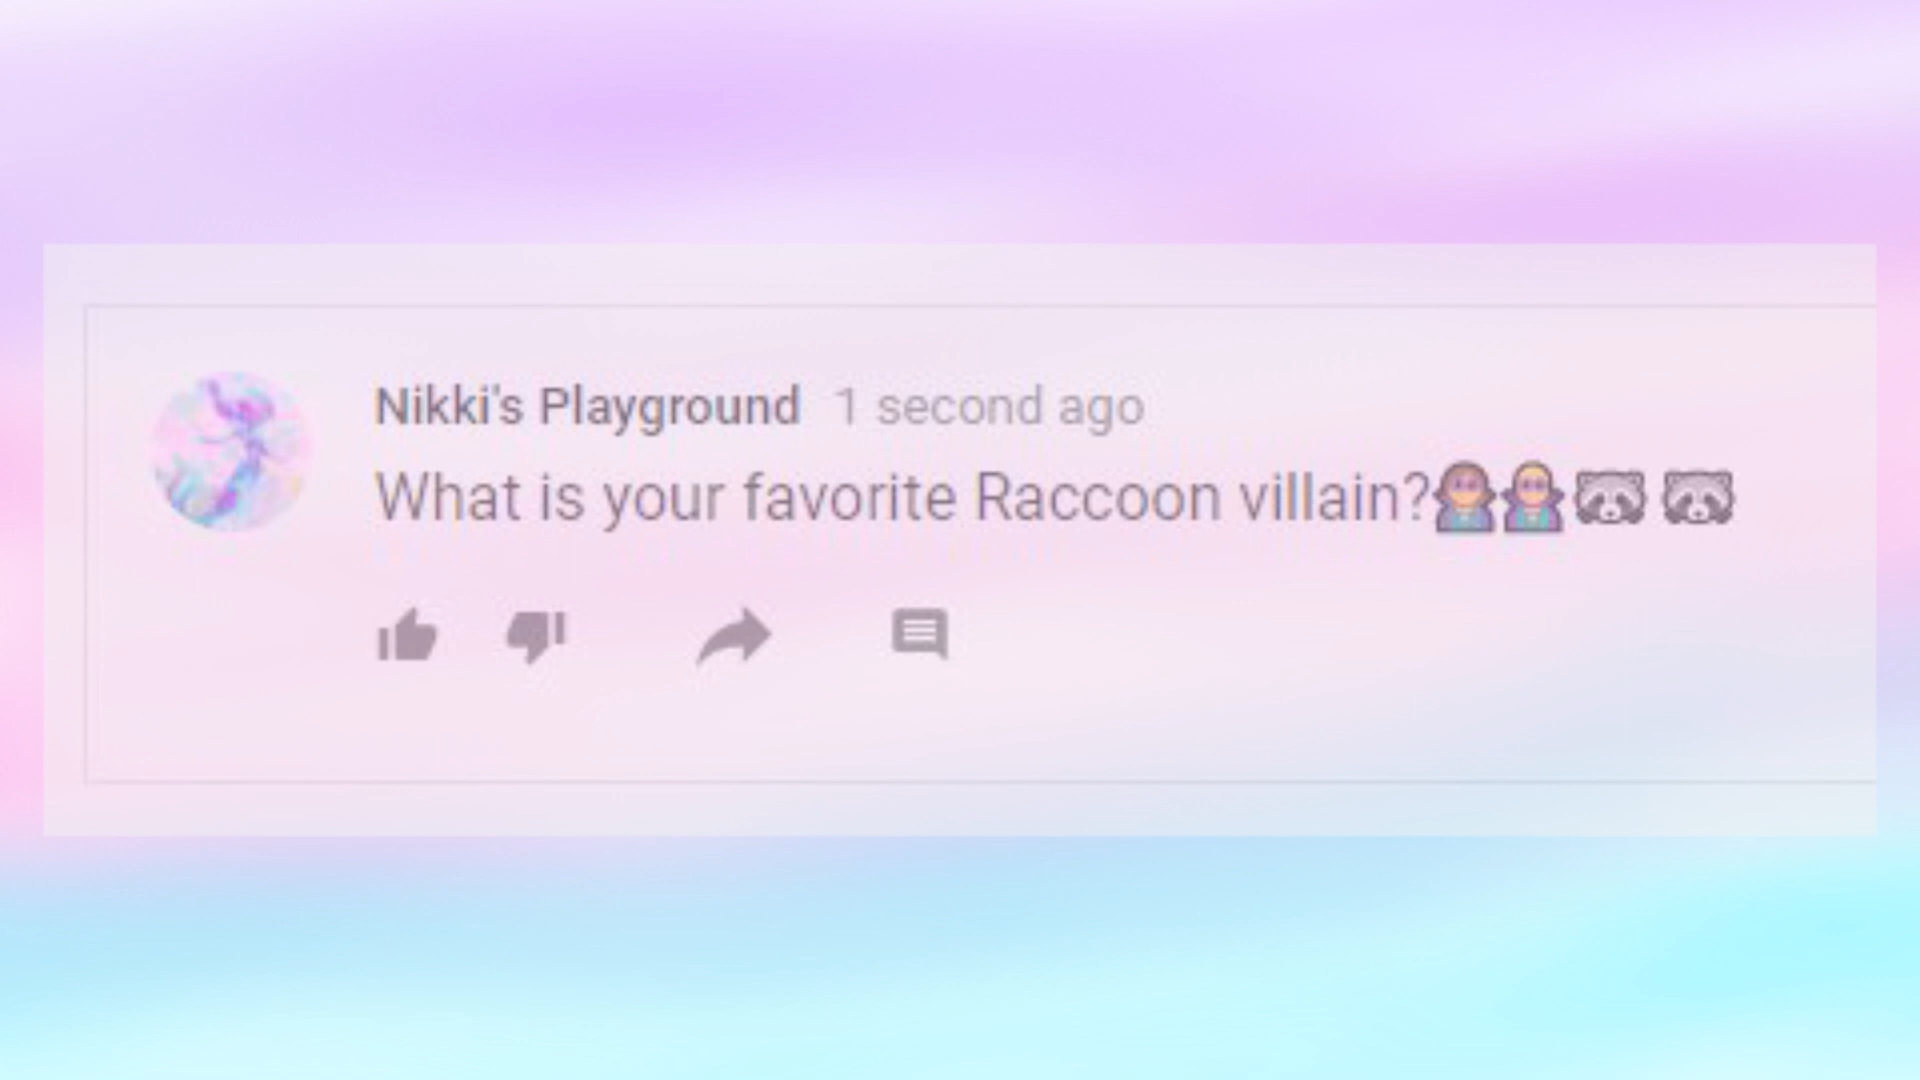 Nikki's Playground 1 second ago
What is your favorite Raccoon villain?🦹🏽🦹🏼🦝🦝